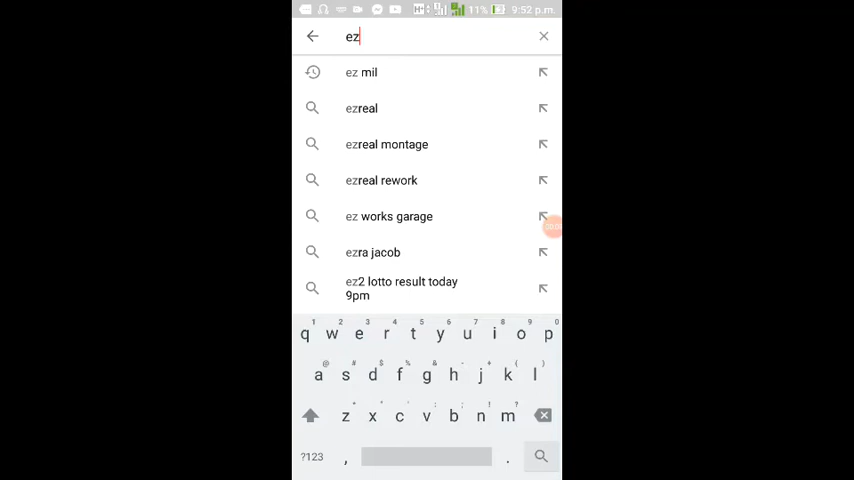 11% 9:52 p.m.
ez
ez mil
ezreal
ezreal montage
ezreal rework
ez works garage
ezra jacob
ez2 lotto result today
9pm
1 2 3 4 5 6 7 8 9 0
q w e r t y u i o p
@ # $ % & - + ( )
a s d f g h j k l
z x c v b n m
?123 , .